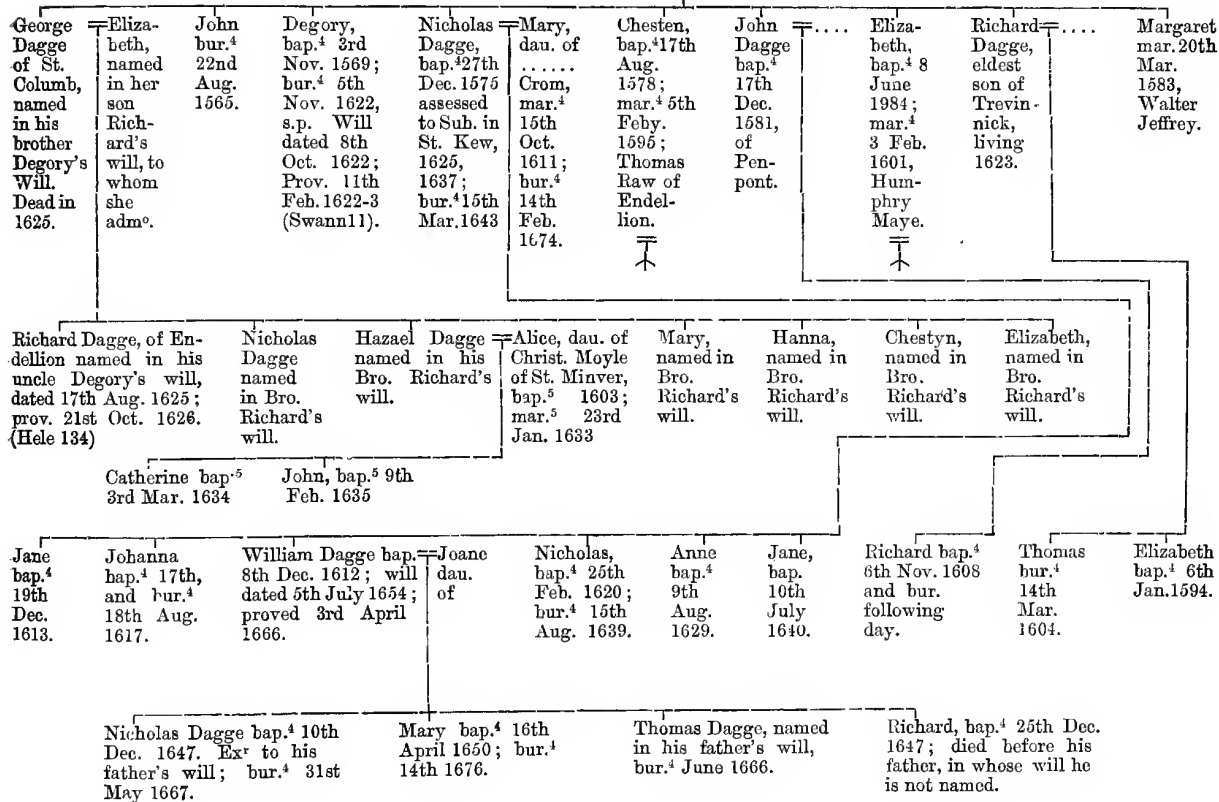 George
Dagge
of St.
Columb,
named
in his
brother
Degory's
Will.
Dead in
1625.
Eliza-
beth,
named
in her
son
Rich-
ard's
will, to
whom
she
admo.
John
bur.4
22nd
Aug.
1565.
Degory,
bap.4 3rd
Nov. 1569;
bur.4 5th
Nov. 1622,
s.p. Will
dated 8th
Oct. 1622;
Prov. 11th
Feb. 1622-3
(Swann11).
Nicholas
Dagge,
bap.4 27th
Dec. 1575
assessed
to Sub. in
St. Kew,
1625,
1637;
bur.4 15th
Mar. 1643
Mary,
dau. of
......
Crom,
mar.4
15th
Oct.
1611;
bur.4
14th
Feb.
1674.
Chesten,
bap.4 17th
Aug.
1578;
mar.4 5th
Feby.
1595;
Thomas
Raw of
Endel-
lion.
John
Dagge
bap.4
17th
Dec.
1581,
of
Pen-
pont.
....
Eliza-
beth,
bap.4 8
June
1984;
mar.4
3 Feb.
1601,
Hum-
phry
Maye.
Richard
Dagge,
eldest
son of
Trevin-
nick,
living
1623.
....
Margaret
mar. 20th
Mar.
1583,
Walter
Jeffrey.
Richard Dagge, of En-
dellion named in his
uncle Degory's will,
dated 17th Aug. 1625;
prov. 21st Oct. 1626.
(Hele 134)
Nicholas
Dagge
named
in Bro.
Richard's
will.
Hazael Dagge
named in his
Bro. Richard's
will.
Alice, dau. of
Christ. Moyle
of St. Minver,
bap.5 1603;
mar.5 23rd
Jan. 1633
Mary,
named in
Bro.
Richard's
will.
Hanna,
named in
Bro.
Richard's
will.
Chestyn,
named in
Bro.
Richard's
will.
Elizabeth,
named in
Bro.
Richard's
will.
Catherine bap.5
3rd Mar. 1634
John, bap.5 9th
Feb. 1635
Jane
bap.4
19th
Dec.
1613.
Johanna
bap.4 17th,
and bur.4
18th Aug.
1617.
William Dagge bap.
8th Dec. 1612; will
dated 5th July 1654;
proved 3rd April
1666.
Joane
dau.
of
Nicholas,
bap.4 25th
Feb. 1620;
bur.4 15th
Aug. 1639.
Anne
bap.4
9th
Aug.
1629.
Jane,
bap.
10th
July
1640.
Richard bap.4
6th Nov. 1608
and bur.
following
day.
Thomas
bur.4
14th
Mar.
1604.
Elizabeth
bap.4 6th
Jan. 1594.
Nicholas Dagge bap.4 10th
Dec. 1647. Exr to his
father's will; bur.4 31st
May 1667.
Mary bap.4 16th
April 1650; bur.4
14th 1676.
Thomas Dagge, named
in his father's will,
bur.4 June 1666.
Richard, bap.4 25th Dec.
1647; died before his
father, in whose will he
is not named.